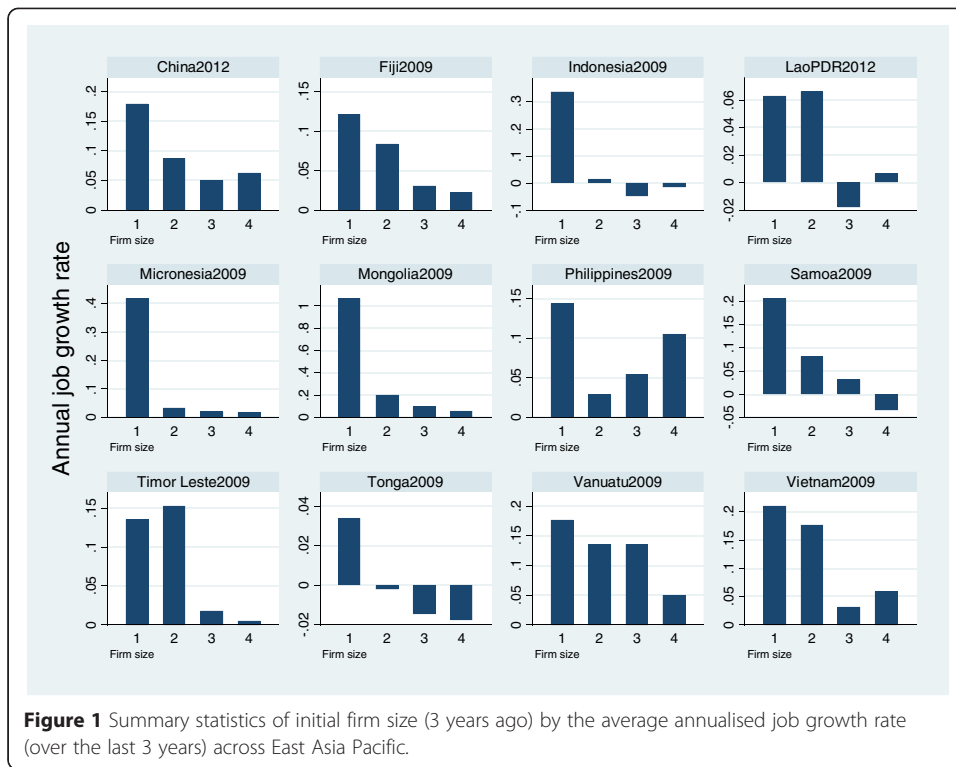 China2012
Fiji2009
Indonesia2009
LaoPDR2012
0 .05 .1 .15 .2
0 .05 .1 .15
-.1 0 .1 .2 .3
-.02 0 .02 .04 .06
1 2 3 4
1 2 3 4
1 2 3 4
1 2 3 4
Firm size
Firm size
Firm size
Firm size
Annual job growth rate
Micronesia2009
Mongolia2009
Philippines2009
Samoa2009
0 .1 .2 .3 .4
0 .2 .4 .6 .8 1
0 .05 .1 .15
-.05 0 .05 .1 .15 .2
1 2 3 4
1 2 3 4
1 2 3 4
1 2 3 4
Firm size
Firm size
Firm size
Firm size
Timor Leste2009
Tonga2009
Vanuatu2009
Vietnam2009
0 .05 .1 .15
-.02 0 .02 .04
0 .05 .1 .15 .2
0 .05 .1 .15 .2
1 2 3 4
1 2 3 4
1 2 3 4
1 2 3 4
Firm size
Firm size
Firm size
Firm size
Figure 1 Summary statistics of initial firm size (3 years ago) by the average annualised job growth rate
(over the last 3 years) across East Asia Pacific.